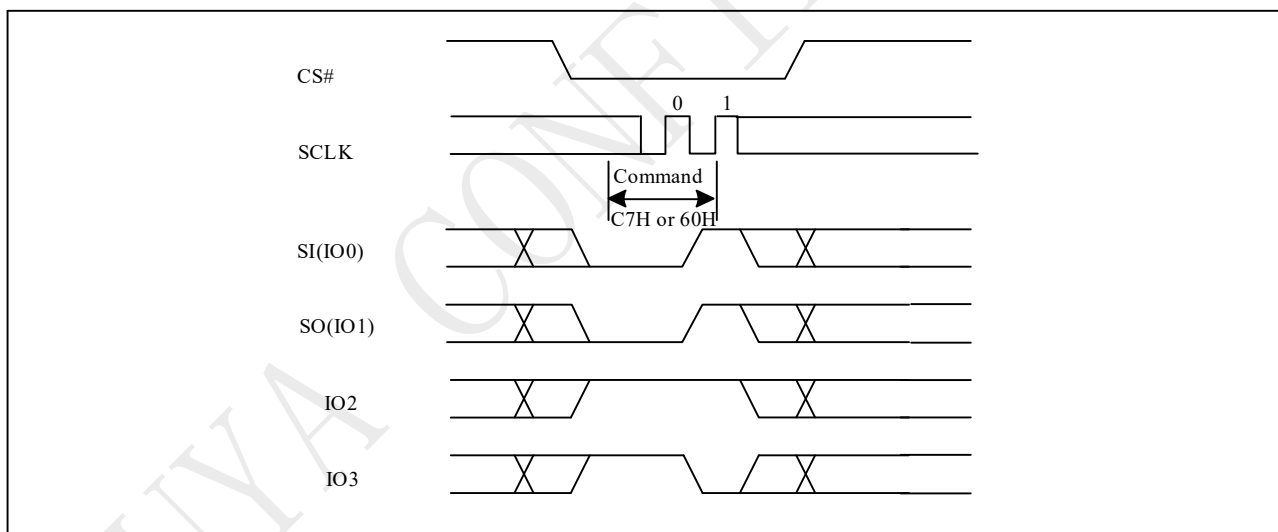 CS#
0 1
SCLK
Command
C7H or 60H
SI(IO0)
SO(IO1)
IO2
IO3